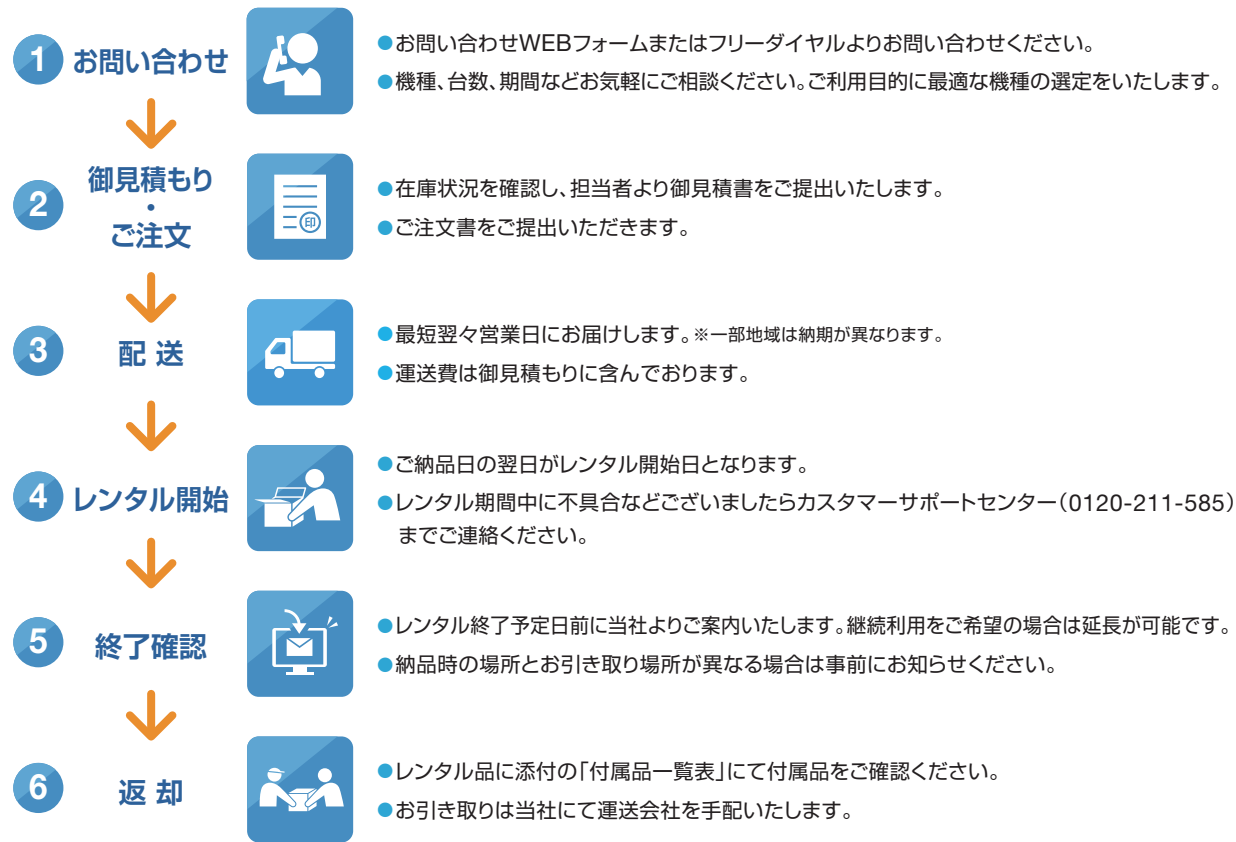 1 お問い合わせ
●お問い合わせWEBフォームまたはフリーダイヤルよりお問い合わせください。
●機種、台数、期間などお気軽にご相談ください。ご利用目的に最適な機種の選定をいたします。
2 御見積もり
・
ご注文
印
●在庫状況を確認し、担当者より御見積書をご提出いたします。
●ご注文書をご提出いただきます。
3 配 送
●最短翌々営業日にお届けします。※一部地域は納期が異なります。
●運送費は御見積もりに含んでおります。
4 レンタル開始
●ご納品日の翌日がレンタル開始日となります。
●レンタル期間中に不具合などございましたらカスタマーサポートセンター(0120-211-585)
までご連絡ください。
5 終了確認
●レンタル終了予定日前に当社よりご案内いたします。継続利用をご希望の場合は延長が可能です。
●納品時の場所とお引き取り場所が異なる場合は事前にお知らせください。
6 返 却
●レンタル品に添付の「付属品一覧表」にて付属品をご確認ください。
●お引き取りは当社にて運送会社を手配いたします。